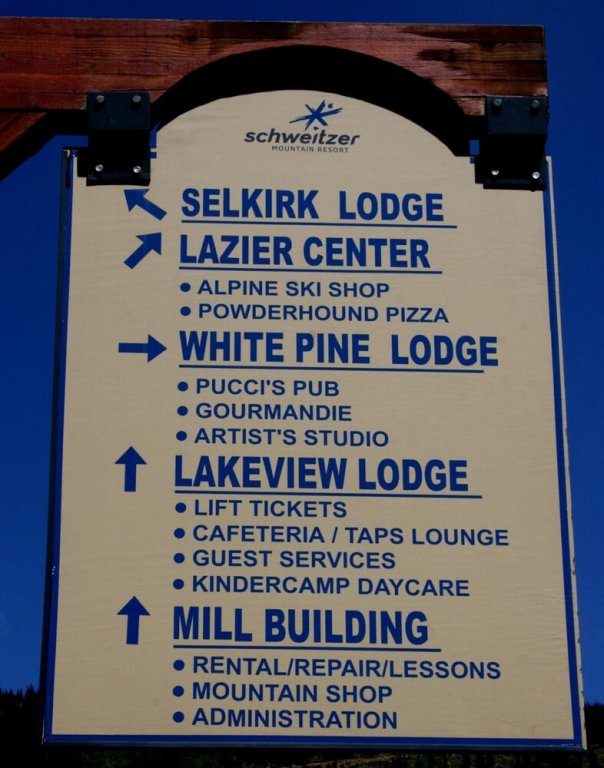 schweitzer
MOUNTAIN RESORT
SELKIRK LODGE
LAZIER CENTER
• ALPINE SKI SHOP
• POWDERHOUND PIZZA
WHITE PINE LODGE
• PUCCI'S PUB
• GOURMANDIE
• ARTIST'S STUDIO
LAKEVIEW LODGE
• LIFT TICKETS
• CAFETERIA / TAPS LOUNGE
• GUEST SERVICES
• KINDERCAMP DAYCARE
MILL BUILDING
• RENTAL/REPAIR/LESSONS
• MOUNTAIN SHOP
• ADMINISTRATION